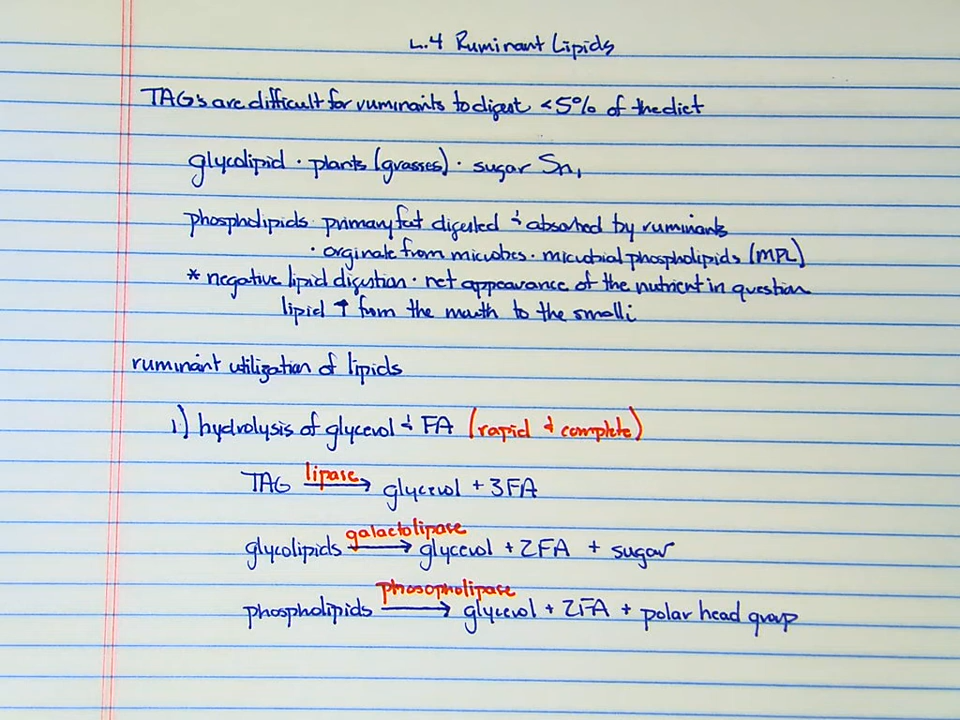 L.4 Ruminant Lipids
TAG's are difficult for ruminants to digest <5% of the diet
glycolipid · plants (grasses) · sugar Sn₁
phospholipids · primary fat digested & absorbed by ruminants
· orginate from microbes · microbial phospholipids (MPL)
* negative lipid digestion · net appearance of the nutrient in question
lipid ↑ from the mouth to the small i
ruminant utilization of lipids
1.) hydrolysis of glycerol & FA (rapid & complete)
TAG lipase → glycerol + 3FA
glycolipids galactolipase → glycerol + 2FA + sugar
phospholipids phosopholipase → glycerol + 2FA + polar head group